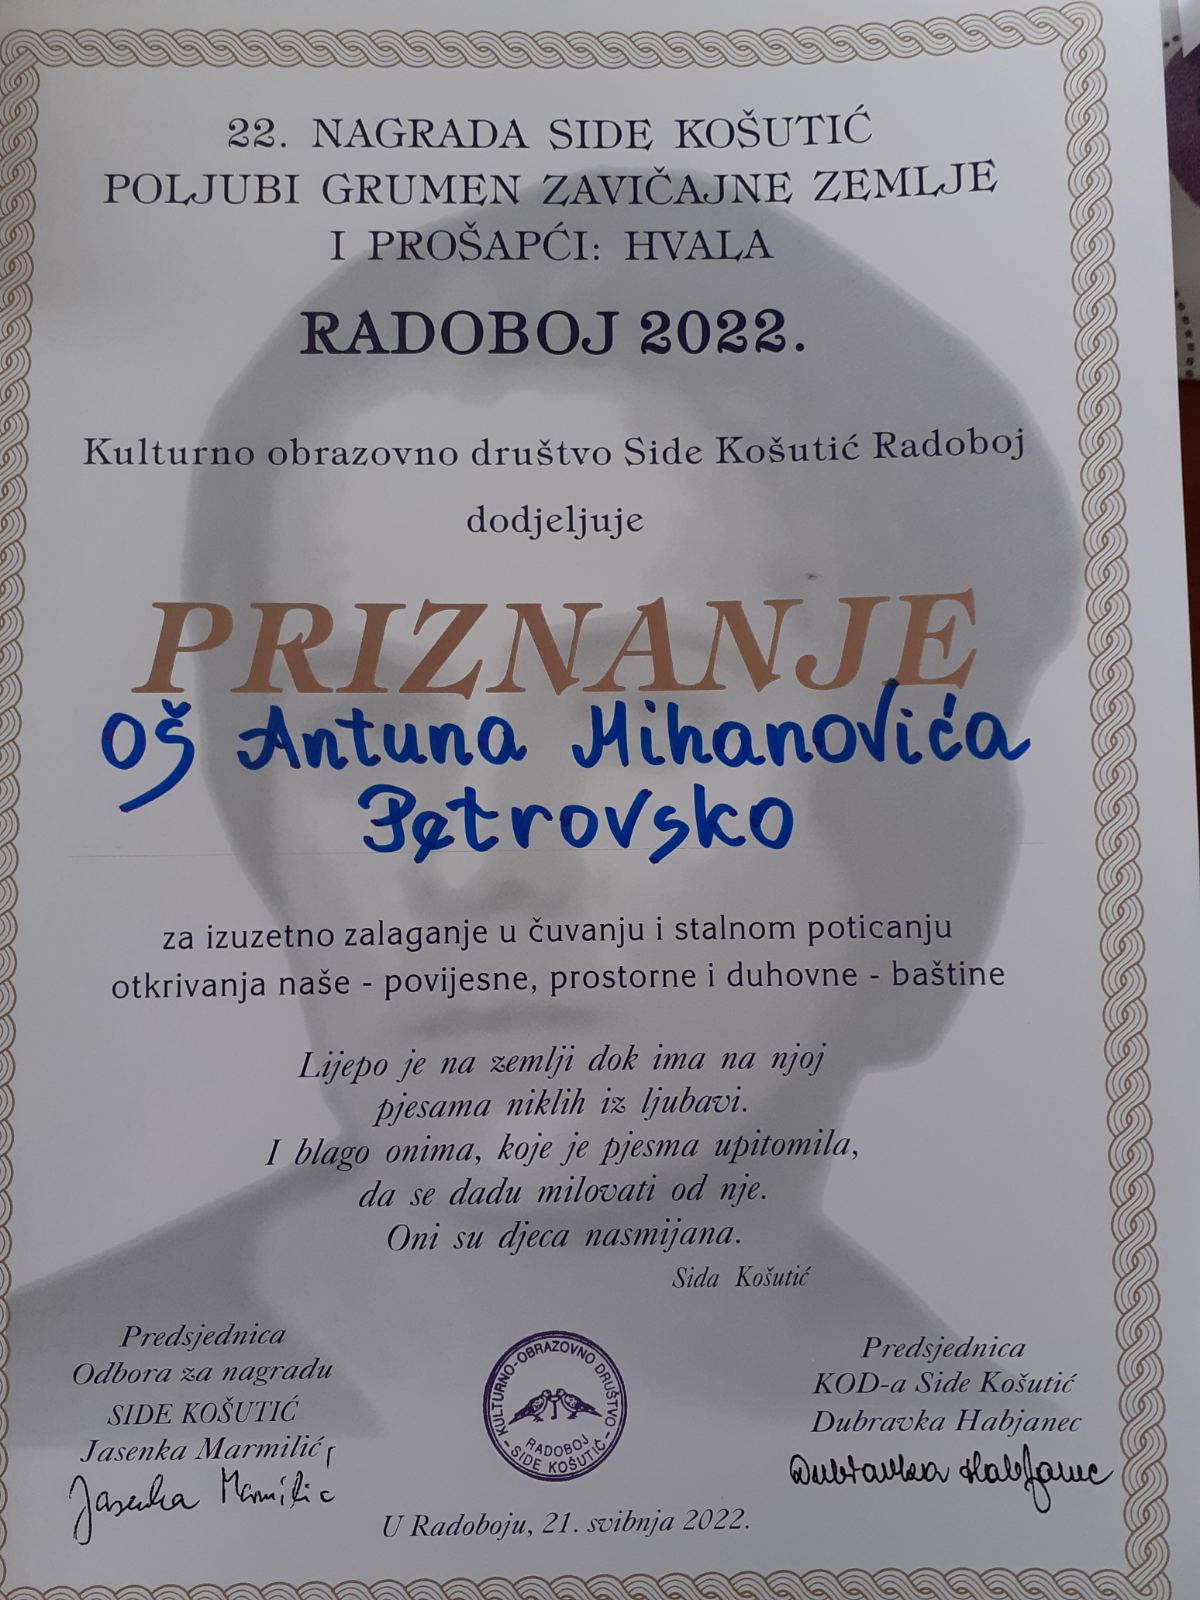 22. NAGRADA SIDE KOŠUTIĆ
POLJUBI GRUMEN ZAVIČAJNE ZEMLJE
I PROŠAPĆI: HVALA
RADOBOJ 2022.
Kulturno obrazovno društvo Side Košutić Radoboj
dodjeljuje
PRIZNANJE
OŠ Antuna Mihanovića
Petrovsko
za izuzetno zalaganje u čuvanju i stalnom poticanju
otkrivanja naše - povijesne, prostorne i duhovne - baštine
Lijepo je na zemlji dok ima na njoj
pjesama niklih iz ljubavi.
I blago onima, koje je pjesma upitomila,
da se dadu milovati od nje.
Oni su djeca nasmijana.
Sida Košutić
Predsjednica
Odbora za nagradu
SIDE KOŠUTIĆ
Jasenka Marmilić
Jasenka Marmilić
KULTURNO-OBRAZOVNO DRUŠTVO
RADOBOJ
- SIDE KOŠUTIĆ -
Predsjednica
KOD-a Side Košutić
Dubravka Habjanec
Dubravka Habjanec
U Radoboju, 21. svibnja 2022.